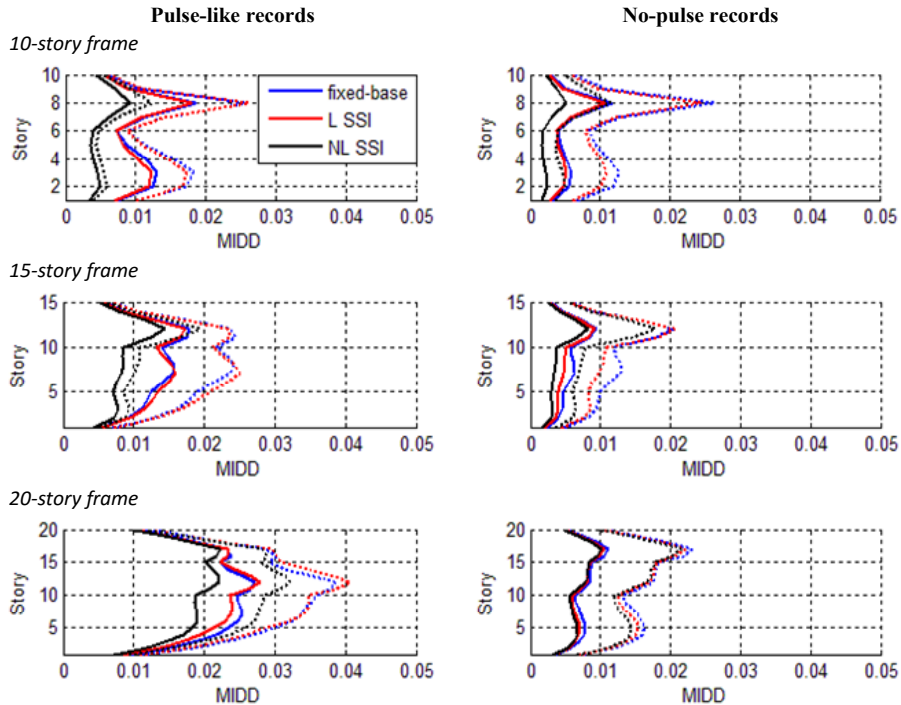 Pulse-like records
No-pulse records
10-story frame
10
8
6
4
2
Story
fixed-base
L SSI
NL SSI
0 0.01 0.02 0.03 0.04 0.05
MIDD
10
8
6
4
2
Story
0 0.01 0.02 0.03 0.04 0.05
MIDD
15-story frame
15
10
5
Story
0 0.01 0.02 0.03 0.04 0.05
MIDD
15
10
5
Story
0 0.01 0.02 0.03 0.04 0.05
MIDD
20-story frame
20
15
10
5
Story
0 0.01 0.02 0.03 0.04 0.05
MIDD
20
15
10
5
Story
0 0.01 0.02 0.03 0.04 0.05
MIDD